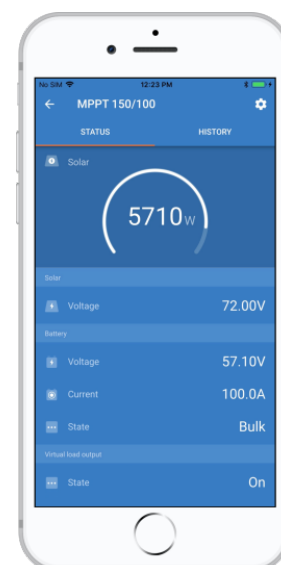 No SIM 12:23 PM
MPPT 150/100
STATUS HISTORY
Solar
5710W
Solar
Voltage 72.00V
Battery
Voltage 57.10V
Current 100.0A
State Bulk
Virtual load output
State On